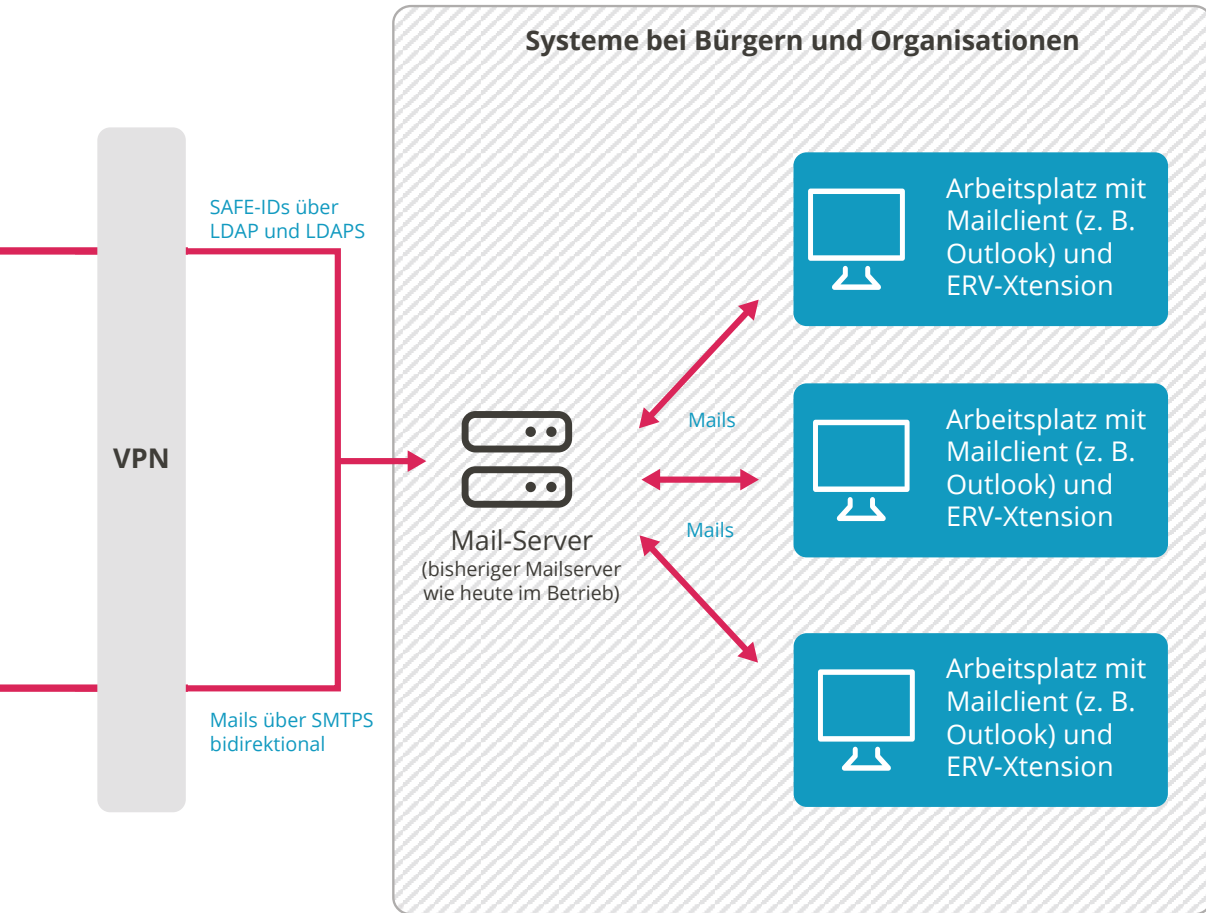 Systeme bei Bürgern und Organisationen
SAFE-IDs über
LDAP und LDAPS
VPN
Mails über SMTPS
bidirektional
Mail-Server
(bisheriger Mailserver
wie heute im Betrieb)
Mails
Mails
Arbeitsplatz mit
Mailclient (z. B.
Outlook) und
ERV-Xtension
Arbeitsplatz mit
Mailclient (z. B.
Outlook) und
ERV-Xtension
Arbeitsplatz mit
Mailclient (z. B.
Outlook) und
ERV-Xtension